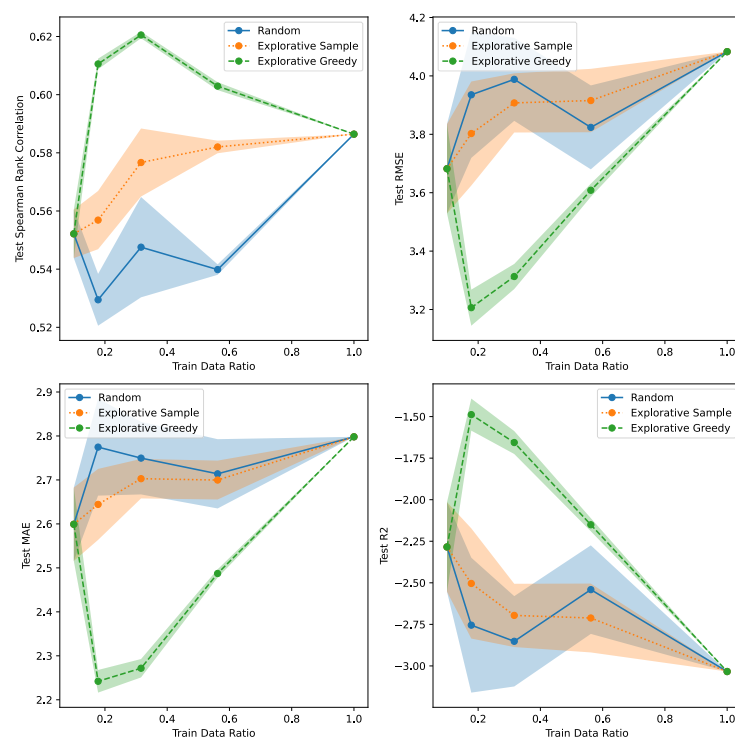 Random
Explorative Sample
Explorative Greedy
0.62
0.60
0.58
0.56
0.54
0.52
Test Spearman Rank Correlation
0.2
0.4
0.6
0.8
1.0
Train Data Ratio
Random
Explorative Sample
Explorative Greedy
4.2
4.0
3.8
3.6
3.4
3.2
Test RMSE
0.2
0.4
0.6
0.8
1.0
Train Data Ratio
Random
Explorative Sample
Explorative Greedy
2.9
2.8
2.7
2.6
2.5
2.4
2.3
2.2
Test MAE
0.2
0.4
0.6
0.8
1.0
Train Data Ratio
Random
Explorative Sample
Explorative Greedy
−1.50
−1.75
−2.00
−2.25
−2.50
−2.75
−3.00
Test R2
0.2
0.4
0.6
0.8
1.0
Train Data Ratio